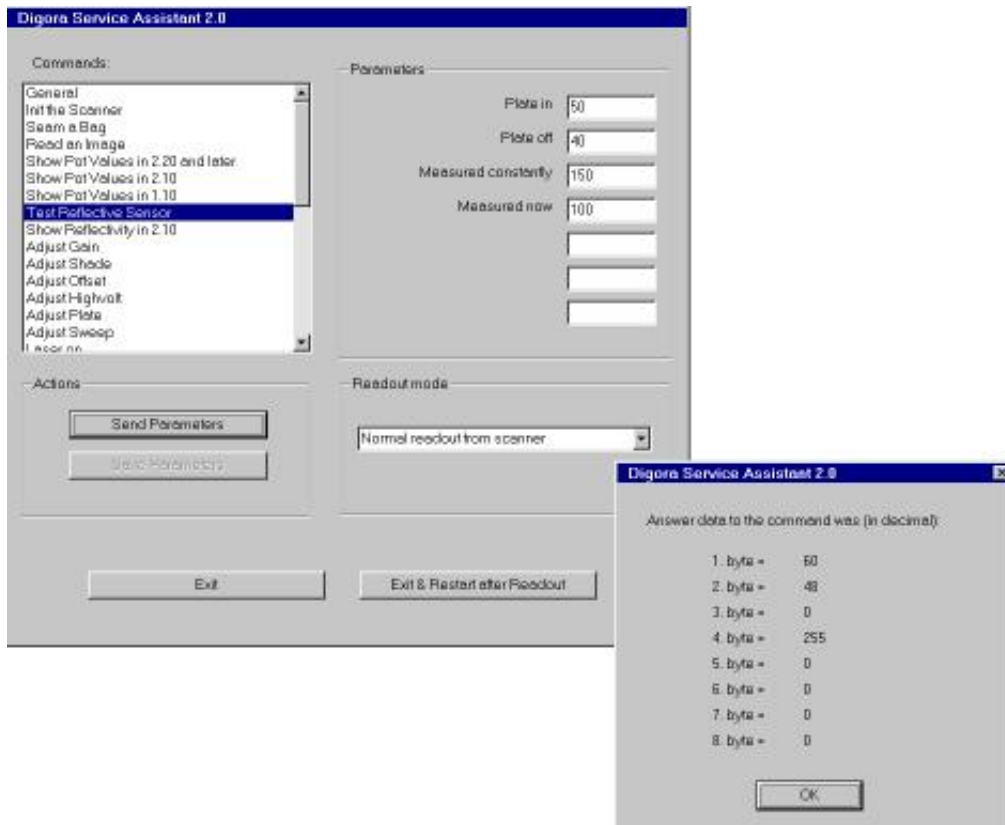 Digora Service Assistant 2.0
Commands:
General
Init the Scanner
Seam a Bag
Read an Image
Show Pot Values in 2.20 and later
Show Pot Values in 2.10
Show Pot Values in 1.10
Test Reflective Sensor
Show Reflectivity in 2.10
Adjust Gain
Adjust Shade
Adjust Offset
Adjust Highvolt
Adjust Plate
Adjust Sweep
Laser on
Parameters
Plate in 50
Plate off 40
Measured constantly 150
Measured now 100
Actions
Send Parameters
Send Parameters
Readout mode
Normal readout from scanner
Exit
Exit & Restart after Readout
Digora Service Assistant 2.0
Answer data to the command was (in decimal):
1. byte = 60
2. byte = 48
3. byte = 0
4. byte = 255
5. byte = 0
6. byte = 0
7. byte = 0
8. byte = 0
OK